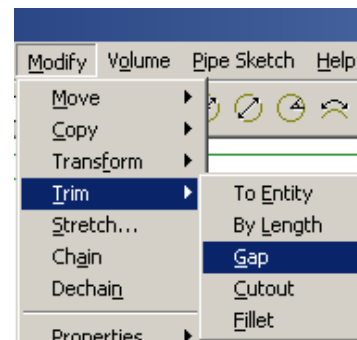 Modify Volume Pipe Sketch Help
Move
Copy
Transform
Trim
Stretch...
Chain
Dechain
Properties
To Entity
By Length
Gap
Cutout
Fillet